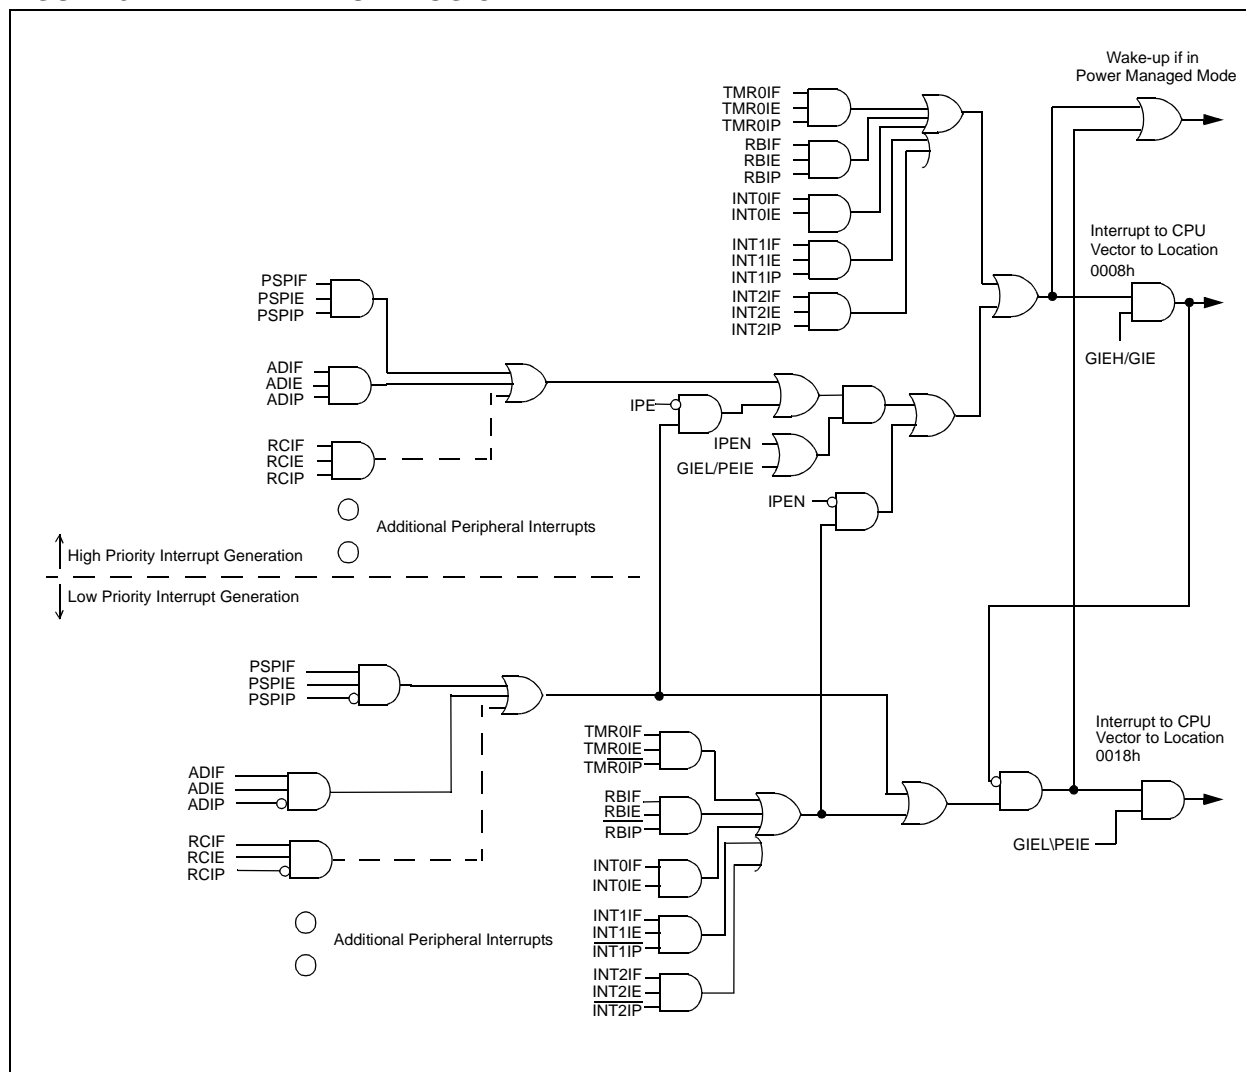 Wake-up if in
Power Managed Mode
TMR0IF
TMR0IE
TMR0IP
RBIF
RBIE
RBIP
INT0IF
INT0IE
INT1IF
INT1IE
INT1IP
INT2IF
INT2IE
INT2IP
Interrupt to CPU
Vector to Location
0008h
GIEH/GIE
PSPIF
PSPIE
PSPIP
ADIF
ADIE
ADIP
RCIF
RCIE
RCIP
IPE
IPEN
GIEL/PEIE
IPEN
Additional Peripheral Interrupts
High Priority Interrupt Generation
Low Priority Interrupt Generation
PSPIF
PSPIE
PSPIP
ADIF
ADIE
ADIP
RCIF
RCIE
RCIP
Additional Peripheral Interrupts
TMR0IF
TMR0IE
TMR0IP
RBIF
RBIE
RBIP
INT0IF
INT0IE
INT1IF
INT1IE
INT1IP
INT2IF
INT2IE
INT2IP
Interrupt to CPU
Vector to Location
0018h
GIEL\PEIE